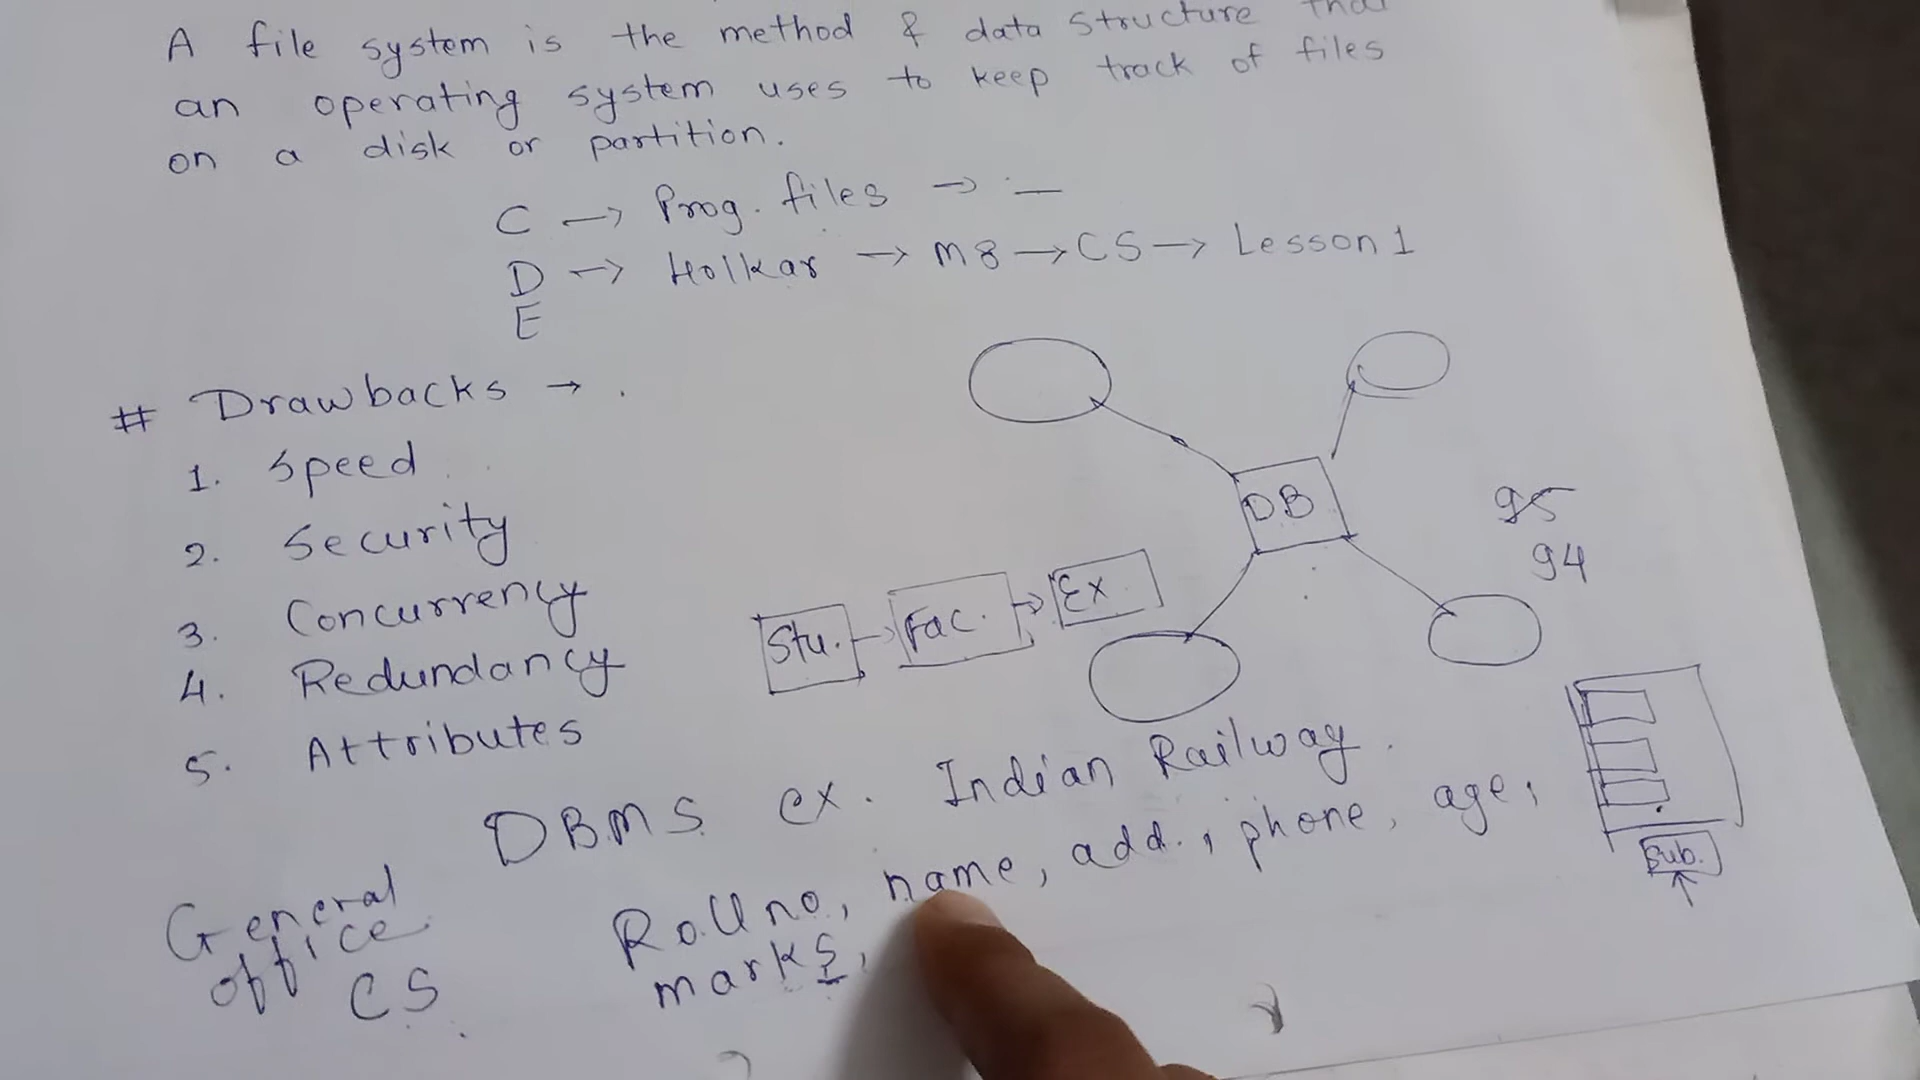 A file system is the method & data structure that
an operating system uses to keep track of files
on a disk or partition.
C → Prog. files → —
D → Holkar → M8 → CS → Lesson 1
E
# Drawbacks → .
1. Speed
2. Security
3. Concurrency
4. Redundancy
5. Attributes
DB
95
94
Stu. → Fac. → Ex.
DBMS ex. Indian Railway.
Roll no, name, add., phone, age,
marks,
Sub.
General
office
CS